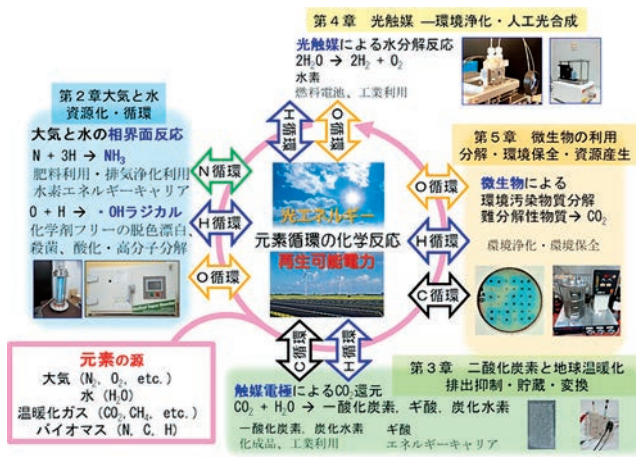 第4章 光触媒 ―環境浄化・人工光合成
光触媒による水分解反応
2H₂O → 2H₂ + O₂
水素
燃料電池、工業利用
第2章大気と水
資源化・循環
大気と水の相界面反応
N + 3H → NH₃
肥料利用・排気浄化利用
水素エネルギーキャリア
O + H → ・OHラジカル
化学剤フリーの脱色漂白、
殺菌、酸化・高分子分解
H循環
O循環
N循環
H循環
O循環
光エネルギー
元素循環の化学反応
再生可能電力
O循環
H循環
C循環
第5章 微生物の利用
分解・環境保全・資源産生
微生物による
環境汚染物質分解
難分解性物質→ CO₂
環境浄化・環境保全
C循環
H循環
元素の源
大気 (N₂, O₂, etc.)
水 (H₂O)
温暖化ガス (CO₂, CH₄, etc.)
バイオマス (N, C, H)
第3章 二酸化炭素と地球温暖化
排出抑制・貯蔵・変換
触媒電極によるCO₂還元
CO₂ + H₂O → 一酸化炭素, ギ酸, 炭化水素
一酸化炭素, 炭化水素 ギ酸
化成品、工業利用 エネルギーキャリア